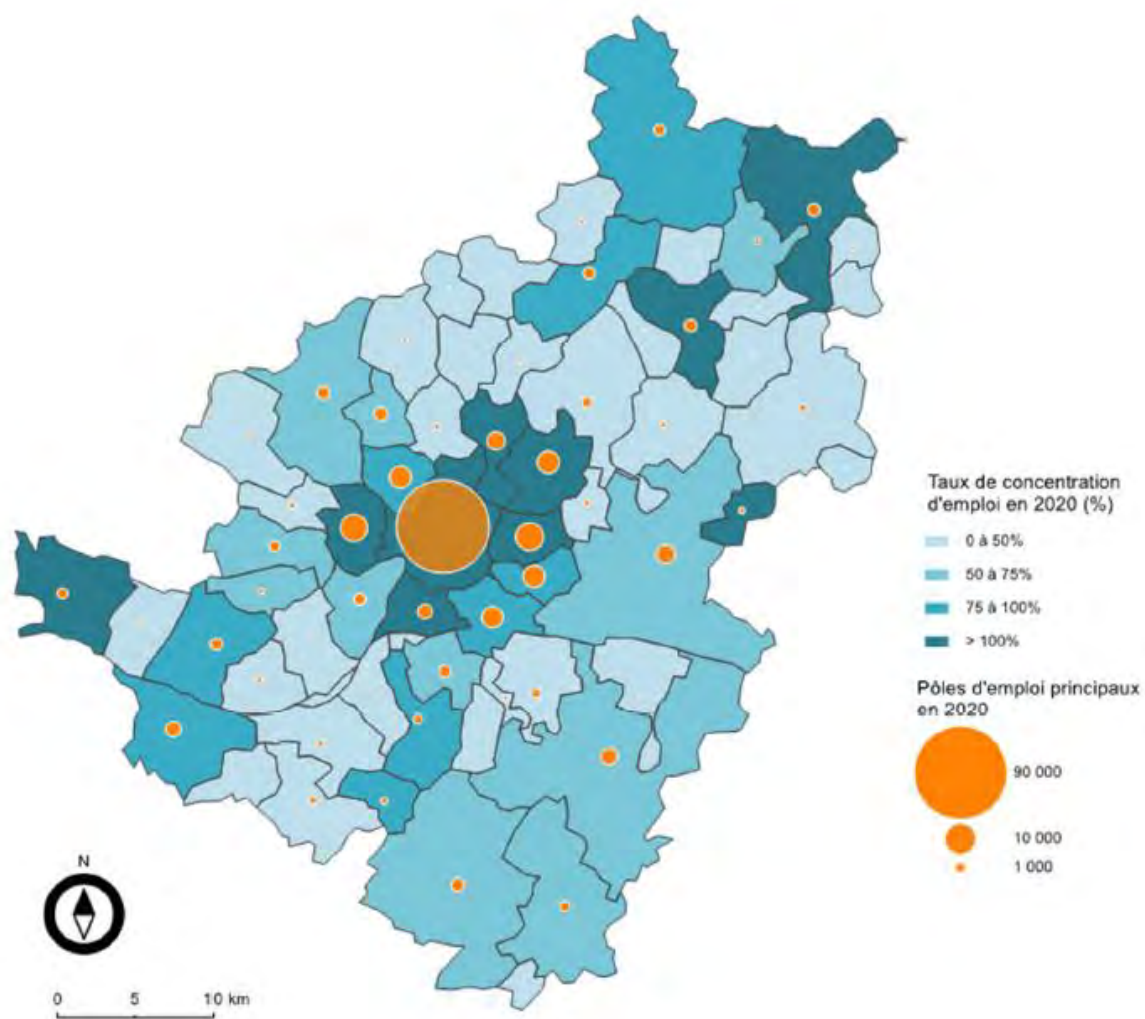 Taux de concentration
d'emploi en 2020 (%)
0 à 50%
50 à 75%
75 à 100%
> 100%
Pôles d'emploi principaux
en 2020
90 000
10 000
1 000
N
0 5 10 km